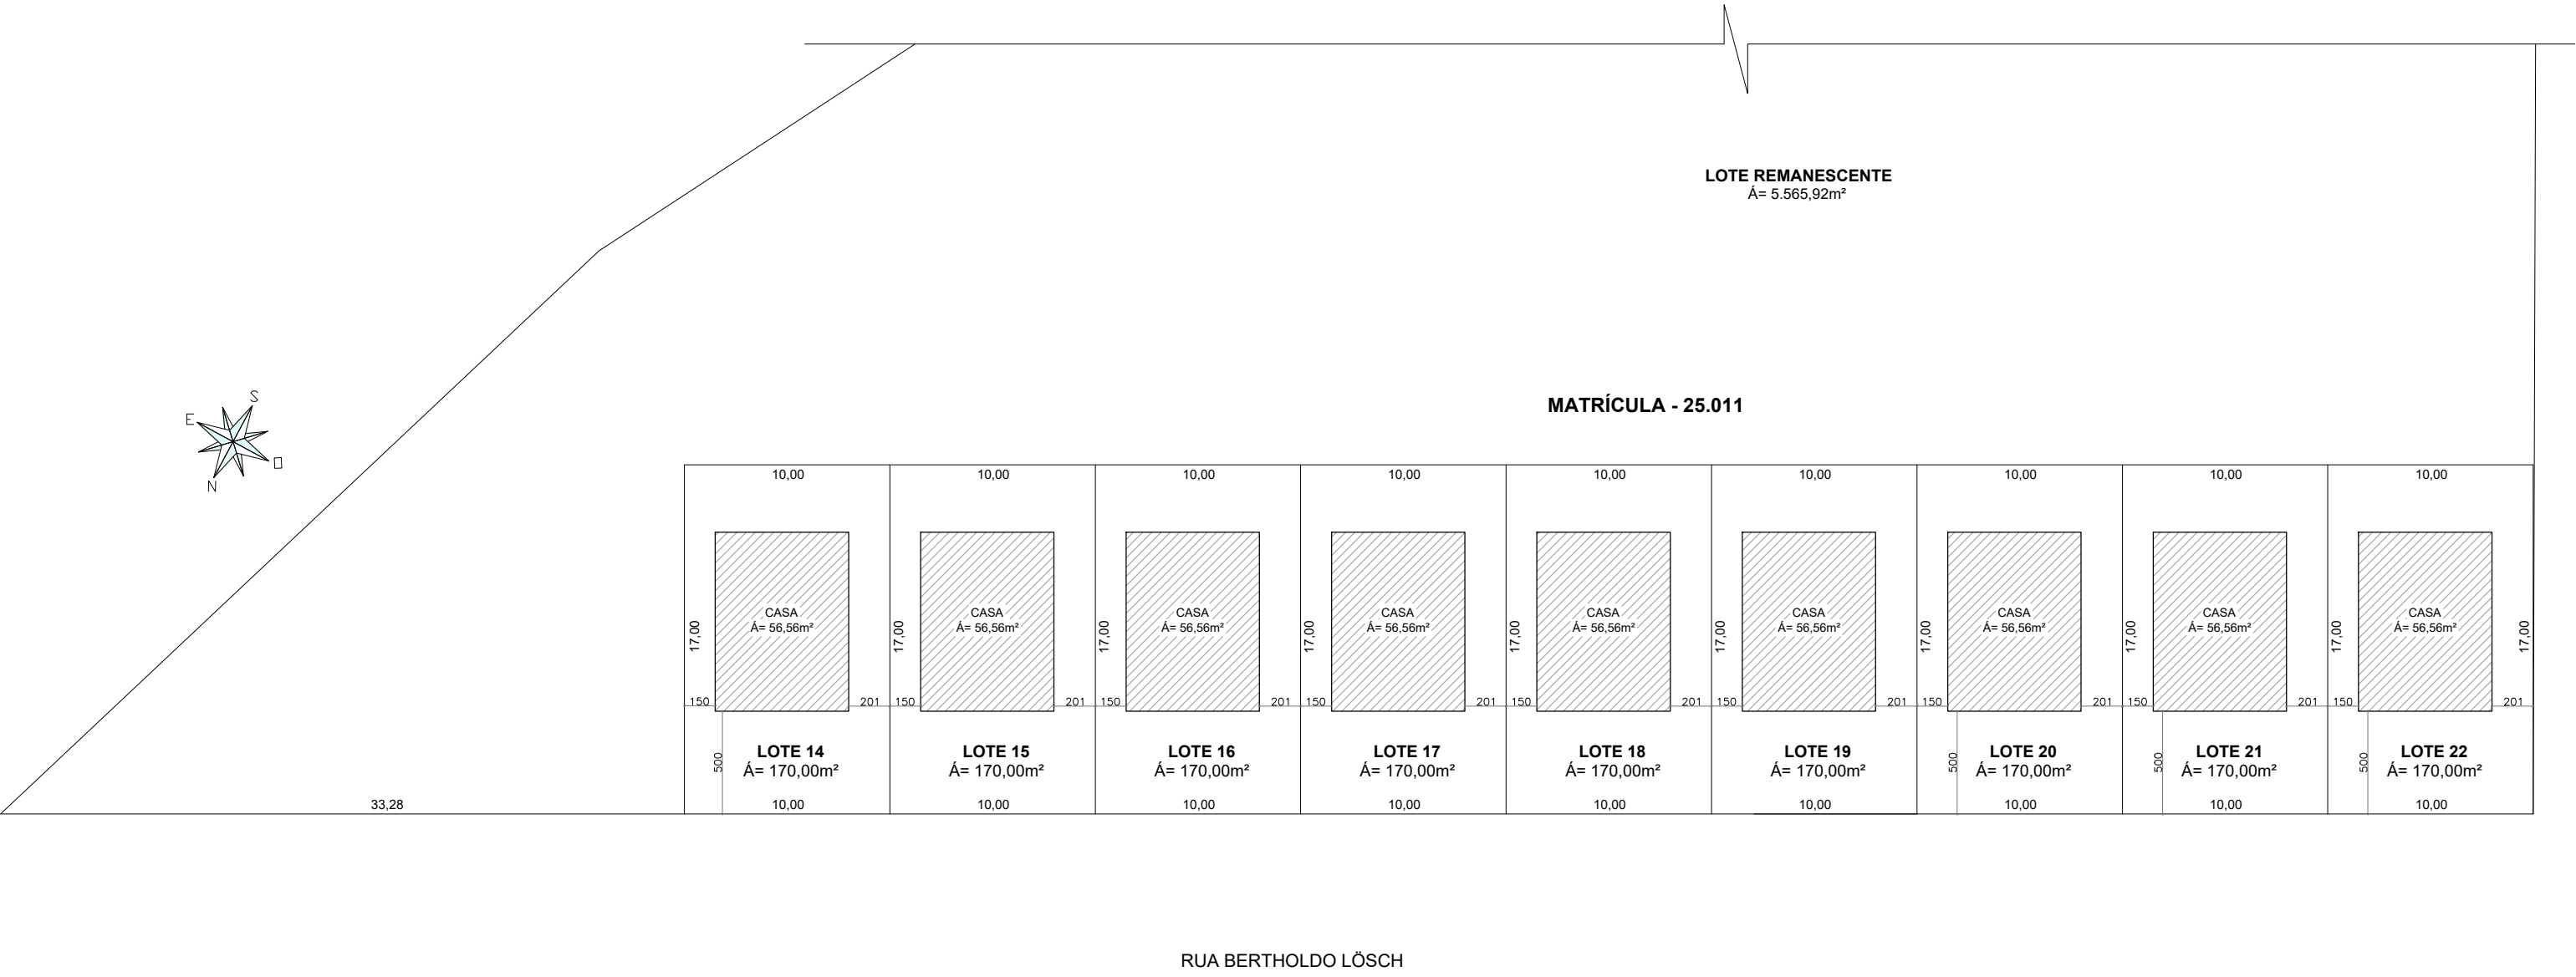 LOTE REMANESCENTE
Á= 5.565,92m²
MATRÍCULA - 25.011
S
E
O
N
10,00 10,00 10,00 10,00 10,00 10,00 10,00 10,00 10,00
CASA CASA CASA CASA CASA CASA CASA CASA CASA
Á= 56,56m² Á= 56,56m² Á= 56,56m² Á= 56,56m² Á= 56,56m² Á= 56,56m² Á= 56,56m² Á= 56,56m² Á= 56,56m²
17,00 17,00 17,00 17,00 17,00 17,00 17,00 17,00 17,00 17,00
150 201 150 201 150 201 150 201 150 201 150 201 150 201 150 201 150 201
LOTE 14 LOTE 15 LOTE 16 LOTE 17 LOTE 18 LOTE 19 LOTE 20 LOTE 21 LOTE 22
500 500 500 500
Á= 170,00m² Á= 170,00m² Á= 170,00m² Á= 170,00m² Á= 170,00m² Á= 170,00m² Á= 170,00m² Á= 170,00m² Á= 170,00m²
33,28 10,00 10,00 10,00 10,00 10,00 10,00 10,00 10,00 10,00
RUA BERTHOLDO LÖSCH